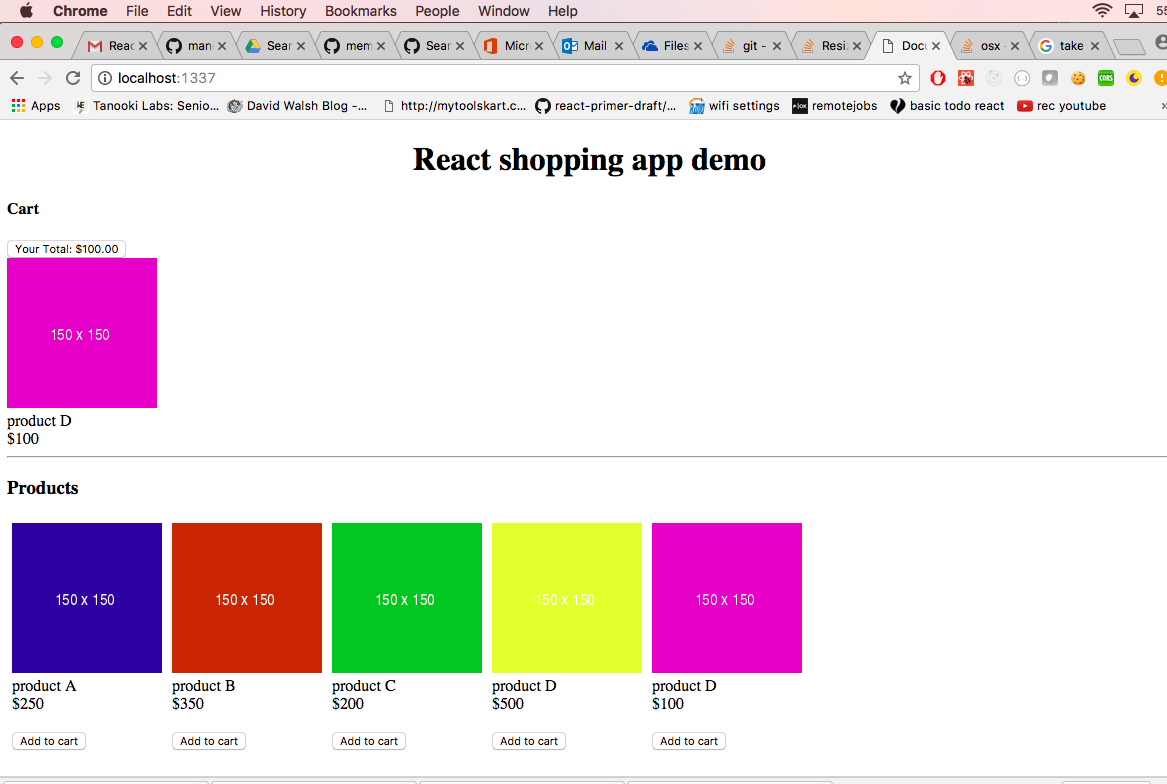 Chrome File Edit View History Bookmarks People Window Help
Reac man Sear mem Sear Micr Mail Files git - Resp Docu osx - take
localhost:1337
Apps Tanooki Labs: Senio... David Walsh Blog -... http://mytoolskart.c... react-primer-draft/... wifi settings remotejobs basic todo react rec youtube
React shopping app demo
Cart
Your Total: $100.00
150 x 150
product D
$100
Products
150 x 150 150 x 150 150 x 150 150 x 150 150 x 150
product A product B product C product D product D
$250 $350 $200 $500 $100
Add to cart Add to cart Add to cart Add to cart Add to cart